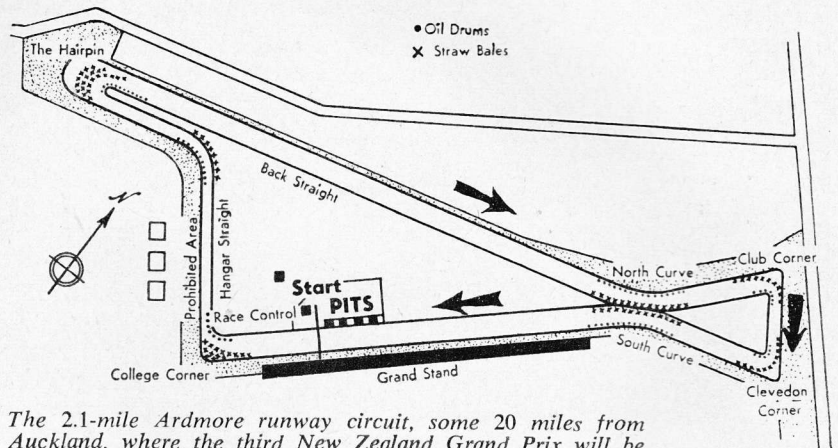 • Oil Drums
x Straw Bales
The Hairpin
Back Straight
N
Prohibited Area
Hangar Straight
North Curve
Club Corner
Start
PITS
Race Control
South Curve
College Corner
Grand Stand
Clevedon
Corner
The 2.1-mile Ardmore runway circuit, some 20 miles from
Auckland, where the third New Zealand Grand Prix will be